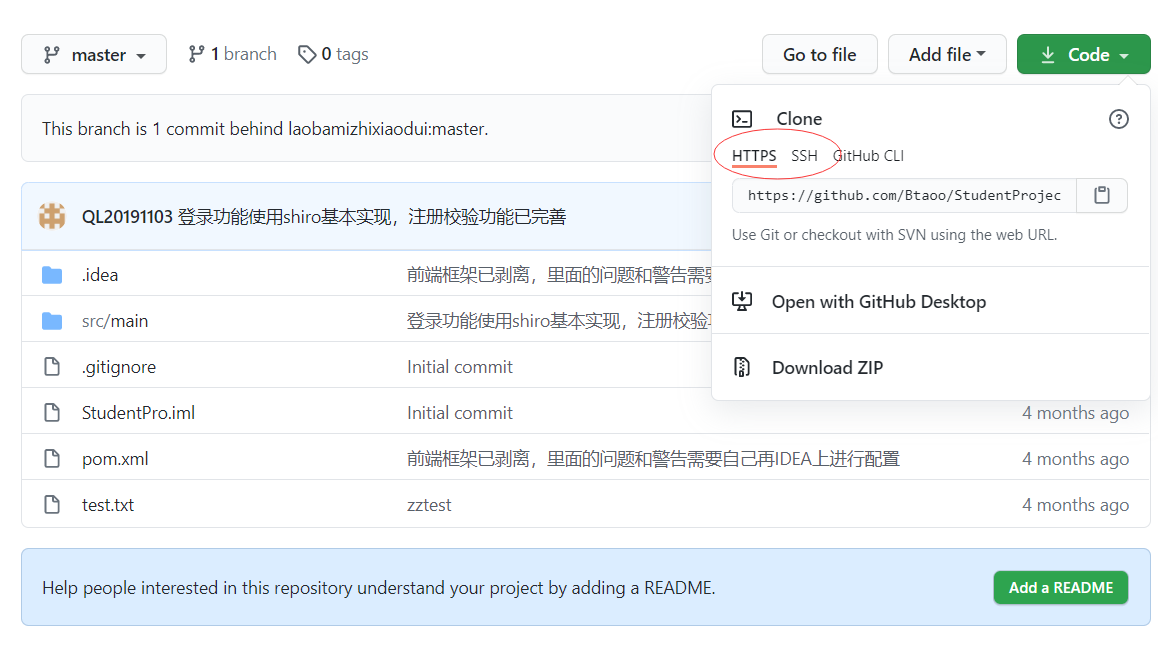 master 1 branch 0 tags Go to file Add file Code
This branch is 1 commit behind laobamizhixiaodui:master.
Clone
HTTPS SSH GitHub CLI
https://github.com/Btaoo/StudentProjec
Use Git or checkout with SVN using the web URL.
Open with GitHub Desktop
Download ZIP
QL20191103 登录功能使用shiro基本实现，注册校验功能已完善
.idea 前端框架已剥离，里面的问题和警告需
src/main 登录功能使用shiro基本实现，注册校验
.gitignore Initial commit
StudentPro.iml Initial commit 4 months ago
pom.xml 前端框架已剥离，里面的问题和警告需要自己再IDEA上进行配置 4 months ago
test.txt zztest 4 months ago
Help people interested in this repository understand your project by adding a README. Add a README